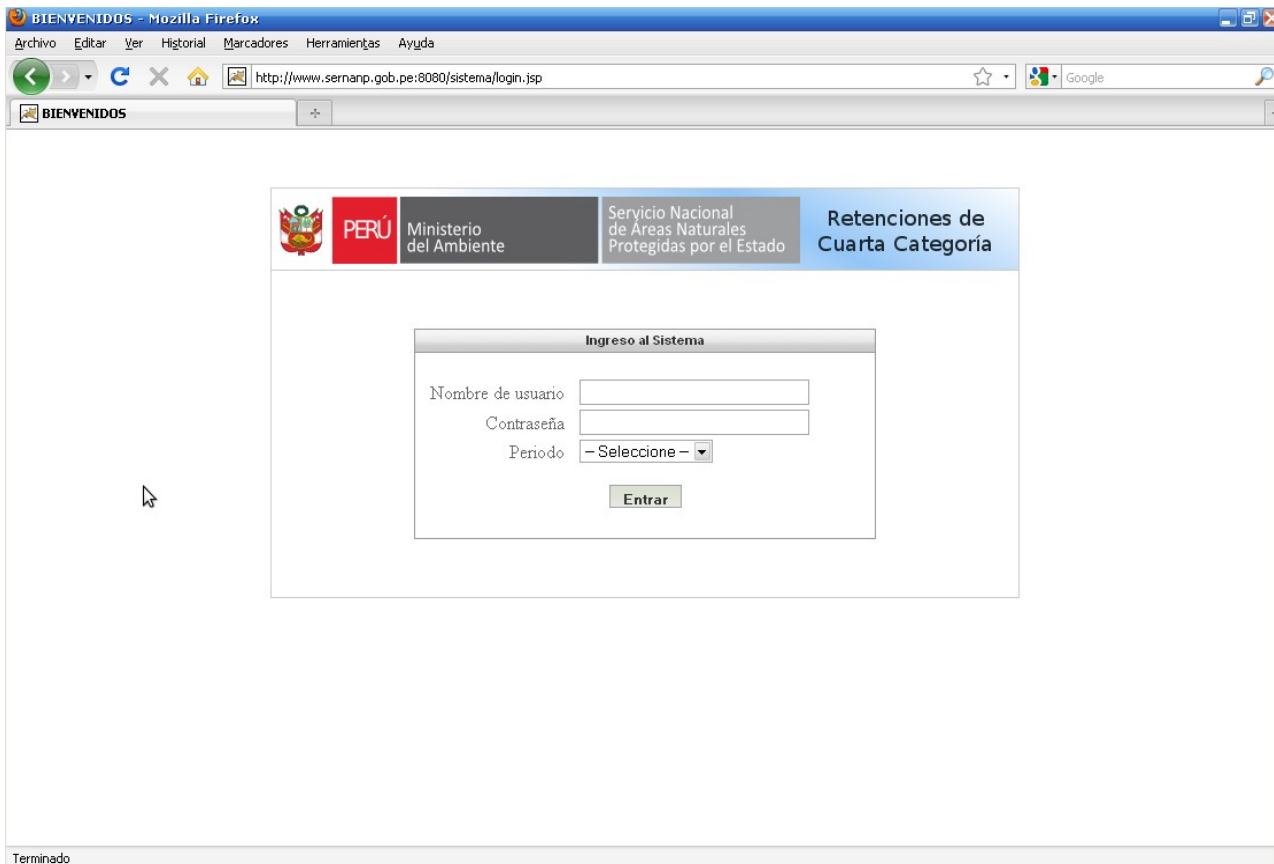 BIENVENIDOS - Mozilla Firefox
Archivo Editar Ver Historial Marcadores Herramientas Ayuda
http://www.sernanp.gob.pe:8080/sistema/login.jsp
Google
BIENVENIDOS
PERÚ
Ministerio
del Ambiente
Servicio Nacional
de Áreas Naturales
Protegidas por el Estado
Retenciones de
Cuarta Categoría
Ingreso al Sistema
Nombre de usuario
Contraseña
Periodo
– Seleccione –
Entrar
Terminado